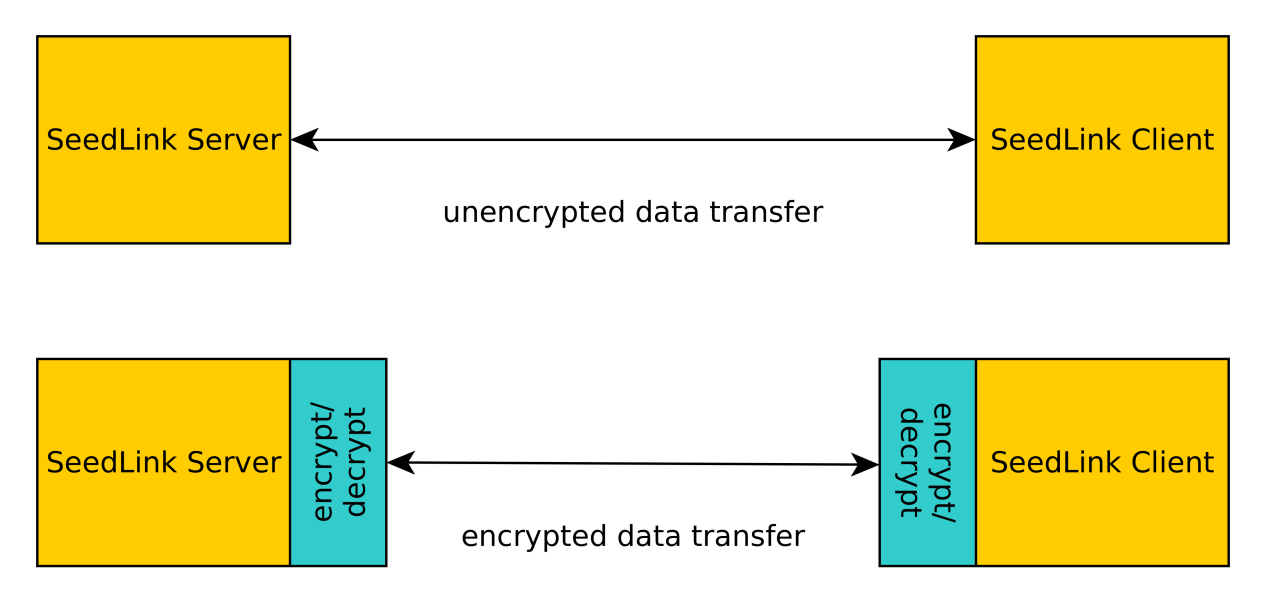 SeedLink Server
SeedLink Client
unencrypted data transfer
SeedLink Server
encrypt/
decrypt
encrypt/
decrypt
SeedLink Client
encrypted data transfer